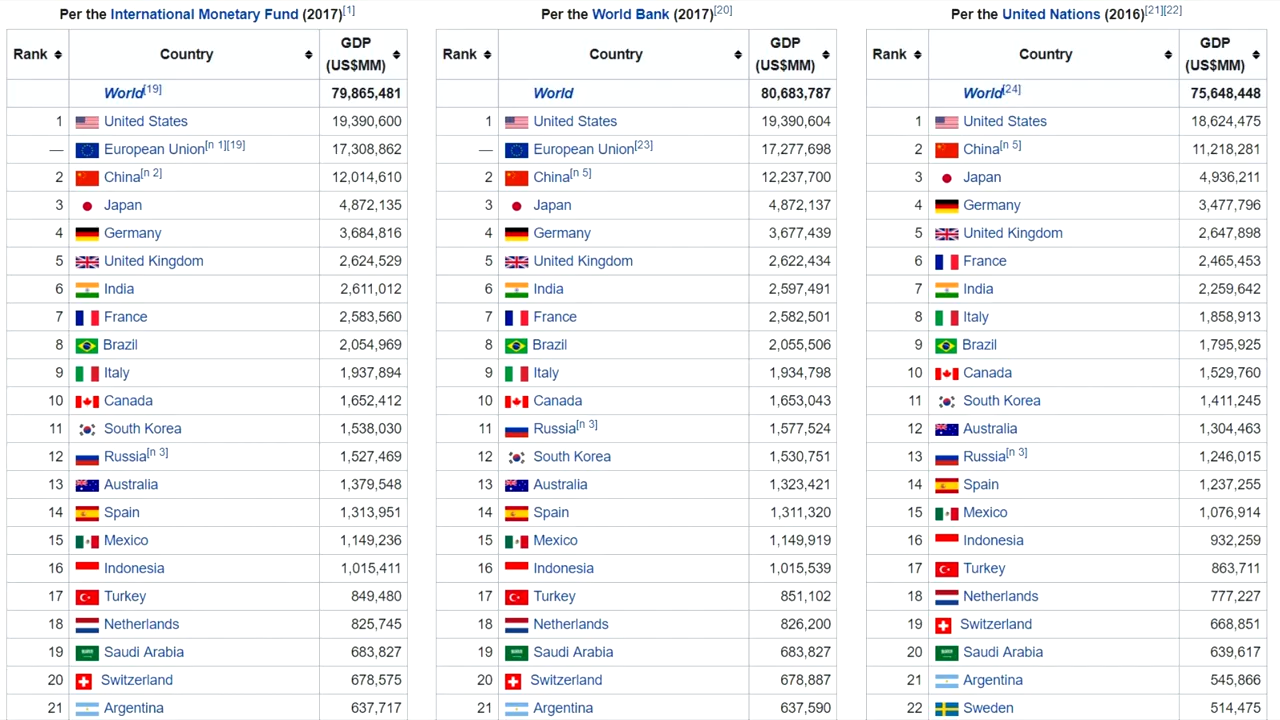 Per the International Monetary Fund (2017)[1]
Rank Country GDP (US$MM)
World[19] 79,865,481
1 United States 19,390,600
— European Union[n 1][19] 17,308,862
2 China[n 2] 12,014,610
3 Japan 4,872,135
4 Germany 3,684,816
5 United Kingdom 2,624,529
6 India 2,611,012
7 France 2,583,560
8 Brazil 2,054,969
9 Italy 1,937,894
10 Canada 1,652,412
11 South Korea 1,538,030
12 Russia[n 3] 1,527,469
13 Australia 1,379,548
14 Spain 1,313,951
15 Mexico 1,149,236
16 Indonesia 1,015,411
17 Turkey 849,480
18 Netherlands 825,745
19 Saudi Arabia 683,827
20 Switzerland 678,575
21 Argentina 637,717
Per the World Bank (2017)[20]
Rank Country GDP (US$MM)
World 80,683,787
1 United States 19,390,604
— European Union[23] 17,277,698
2 China[n 5] 12,237,700
3 Japan 4,872,137
4 Germany 3,677,439
5 United Kingdom 2,622,434
6 India 2,597,491
7 France 2,582,501
8 Brazil 2,055,506
9 Italy 1,934,798
10 Canada 1,653,043
11 Russia[n 3] 1,577,524
12 South Korea 1,530,751
13 Australia 1,323,421
14 Spain 1,311,320
15 Mexico 1,149,919
16 Indonesia 1,015,539
17 Turkey 851,102
18 Netherlands 826,200
19 Saudi Arabia 683,827
20 Switzerland 678,887
21 Argentina 637,590
Per the United Nations (2016)[21][22]
Rank Country GDP (US$MM)
World[24] 75,648,448
1 United States 18,624,475
2 China[n 5] 11,218,281
3 Japan 4,936,211
4 Germany 3,477,796
5 United Kingdom 2,647,898
6 France 2,465,453
7 India 2,259,642
8 Italy 1,858,913
9 Brazil 1,795,925
10 Canada 1,529,760
11 South Korea 1,411,245
12 Australia 1,304,463
13 Russia[n 3] 1,246,015
14 Spain 1,237,255
15 Mexico 1,076,914
16 Indonesia 932,259
17 Turkey 863,711
18 Netherlands 777,227
19 Switzerland 668,851
20 Saudi Arabia 639,617
21 Argentina 545,866
22 Sweden 514,475